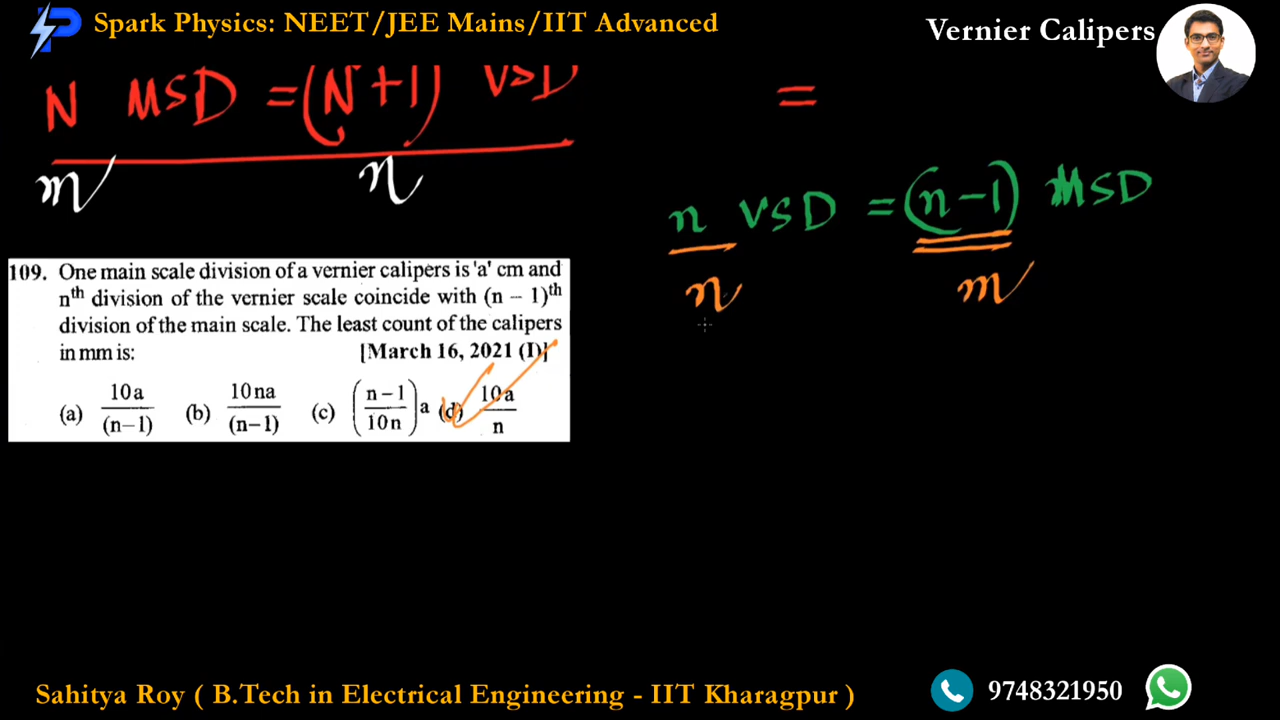 Spark Physics: NEET/JEE Mains/IIT Advanced
Vernier Calipers
N MSD = (N+1) VSD
m n
=
n VSD = (n-1) MSD
n m
109. One main scale division of a vernier calipers is 'a' cm and
nth division of the vernier scale coincide with (n – 1)th
division of the main scale. The least count of the calipers
in mm is: [March 16, 2021 (I)]
(a) 10a/(n–1) (b) 10na/(n–1) (c) (n–1/10n)a (d) 10a/n
Sahitya Roy ( B.Tech in Electrical Engineering - IIT Kharagpur )
9748321950